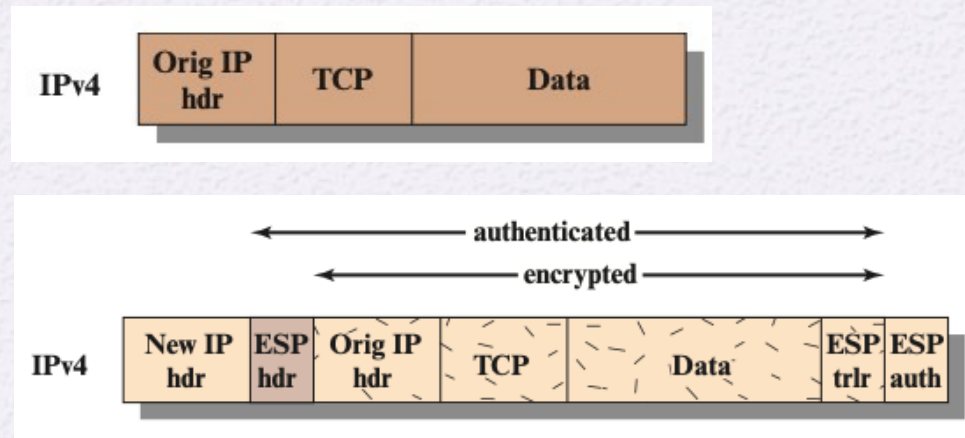 IPv4
Orig IP
hdr
TCP
Data
authenticated
encrypted
IPv4
New IP
hdr
ESP
hdr
Orig IP
hdr
TCP
Data
ESP
trlr
ESP
auth